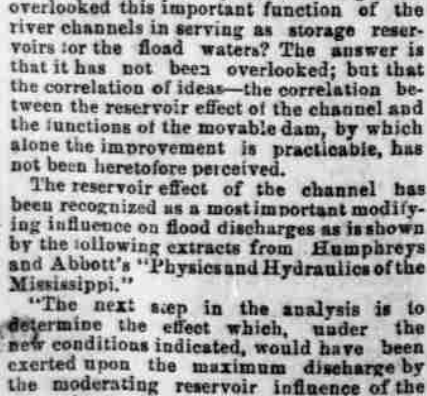 overlooked this important function of the
river channels in serving as storage reser-
voirs for the fload waters? The answer is
that it has not been overlooked; but that
the correlation of ideas—the correlation be-
tween the reservoir effect of the channel and
the functions of the movable dam, by which
alone the improvement is practicable, has
not been heretofore perceived.
The reservoir effect of the channel has
been recognized as a most important modify-
ing influence on flood discharges as is shown
by the following extracts from Humphreys
and Abbott's "Physics and Hydraulics of the
Mississippi."
"The next step in the analysis is to
determine the effect which, under the
new conditions indicated, would have been
exerted upon the maximum discharge by
the moderating reservoir influence of the